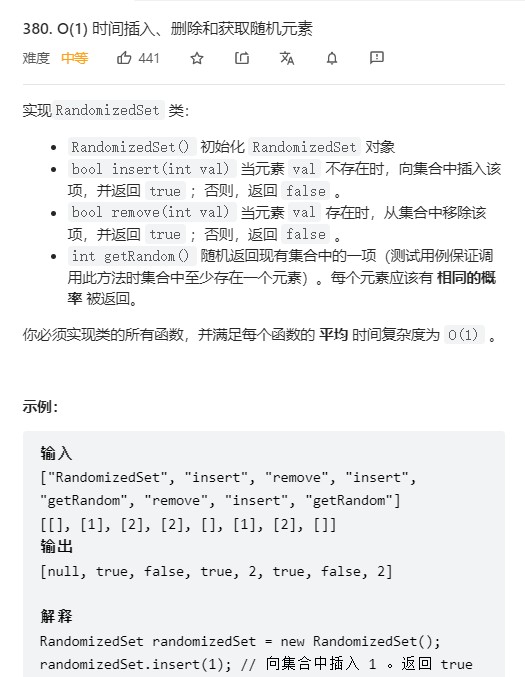 380. O(1) 时间插入、删除和获取随机元素
难度 中等 441
实现 RandomizedSet 类：
• RandomizedSet() 初始化 RandomizedSet 对象
• bool insert(int val) 当元素 val 不存在时，向集合中插入该
项，并返回 true ；否则，返回 false 。
• bool remove(int val) 当元素 val 存在时，从集合中移除该
项，并返回 true ；否则，返回 false 。
• int getRandom() 随机返回现有集合中的一项（测试用例保证调
用此方法时集合中至少存在一个元素）。每个元素应该有 相同的概
率 被返回。
你必须实现类的所有函数，并满足每个函数的 平均 时间复杂度为 O(1) 。
示例：
输入
["RandomizedSet", "insert", "remove", "insert",
"getRandom", "remove", "insert", "getRandom"]
[[], [1], [2], [2], [], [1], [2], []]
输出
[null, true, false, true, 2, true, false, 2]
解释
RandomizedSet randomizedSet = new RandomizedSet();
randomizedSet.insert(1); // 向集合中插入 1 。返回 true